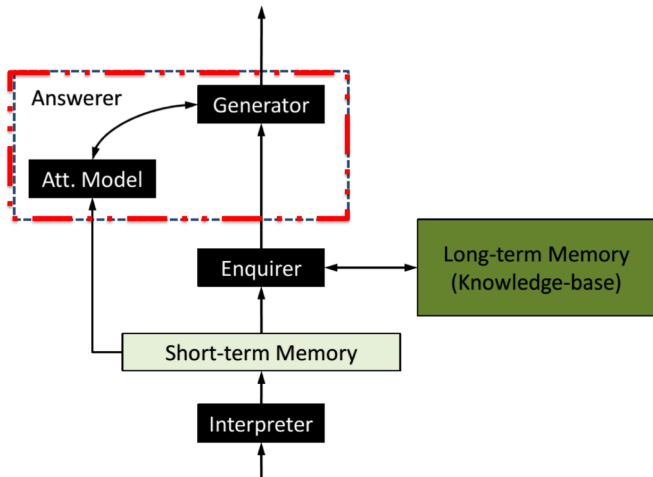 Answerer
Generator
Att. Model
Enquirer
Long-term Memory
(Knowledge-base)
Short-term Memory
Interpreter